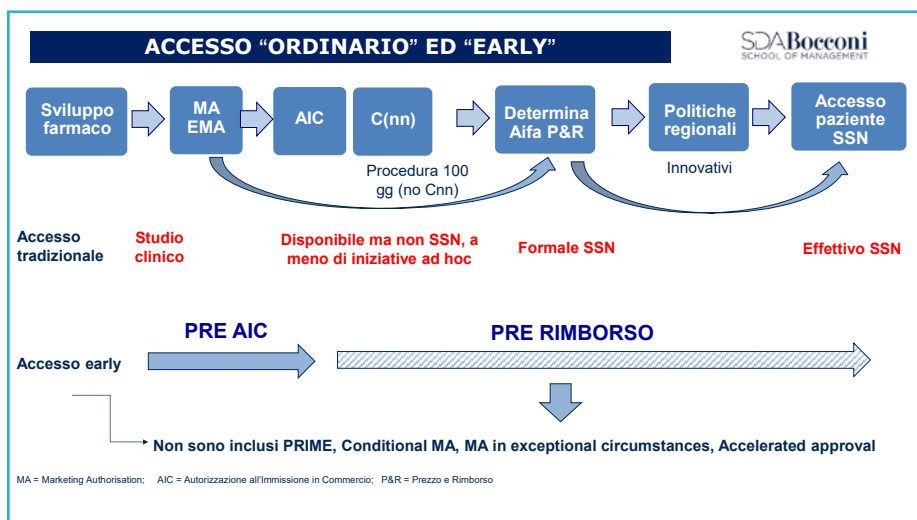 ACCESSO “ORDINARIO” ED “EARLY”
SDA Bocconi
SCHOOL OF MANAGEMENT
Sviluppo
farmaco
MA
EMA
AIC
C(nn)
Determina
Aifa P&R
Politiche
regionali
Accesso
paziente
SSN
Procedura 100
gg (no Cnn)
Innovativi
Accesso
tradizionale
Studio
clinico
Disponibile ma non SSN, a
meno di iniziative ad hoc
Formale SSN
Effettivo SSN
PRE AIC
PRE RIMBORSO
Accesso early
Non sono inclusi PRIME, Conditional MA, MA in exceptional circumstances, Accelerated approval
MA = Marketing Authorisation; AIC = Autorizzazione all'Immissione in Commercio; P&R = Prezzo e Rimborso